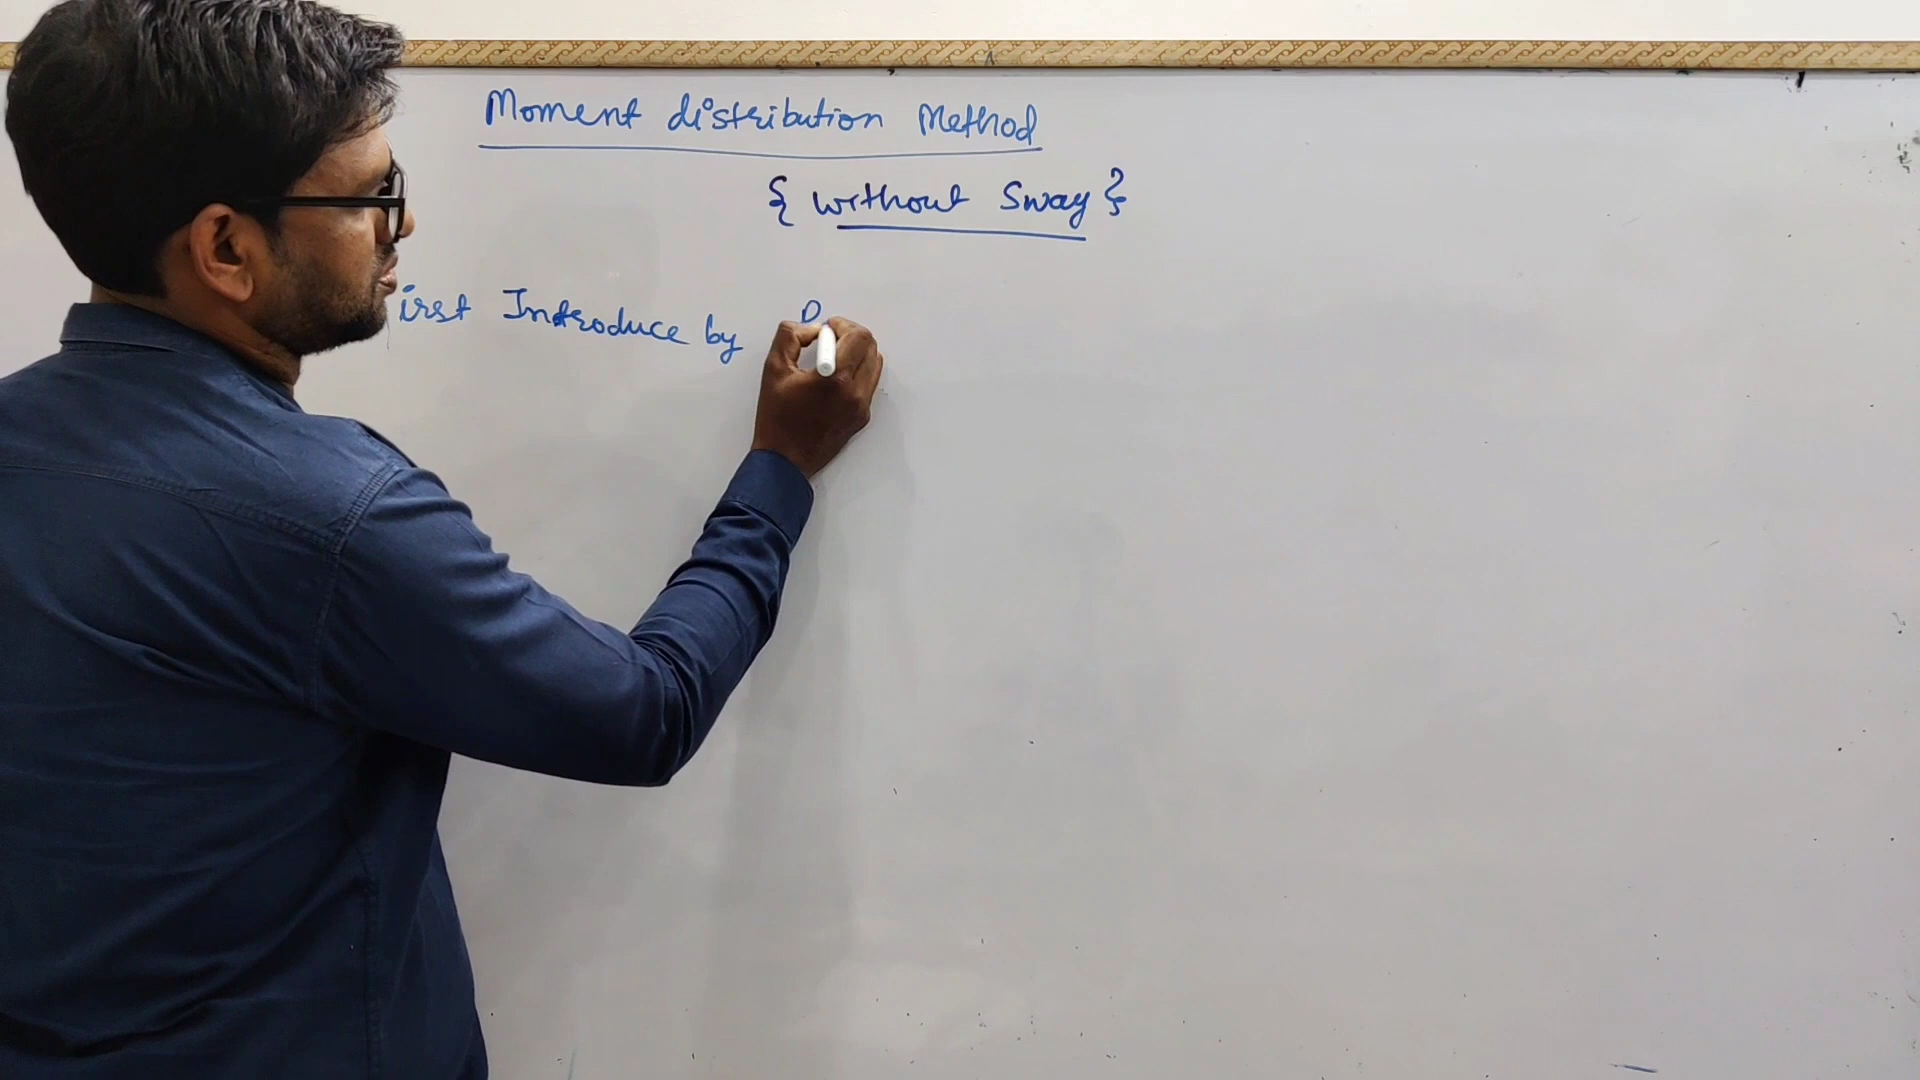 Moment distribution Method
{ without Sway }
irst Introduce by